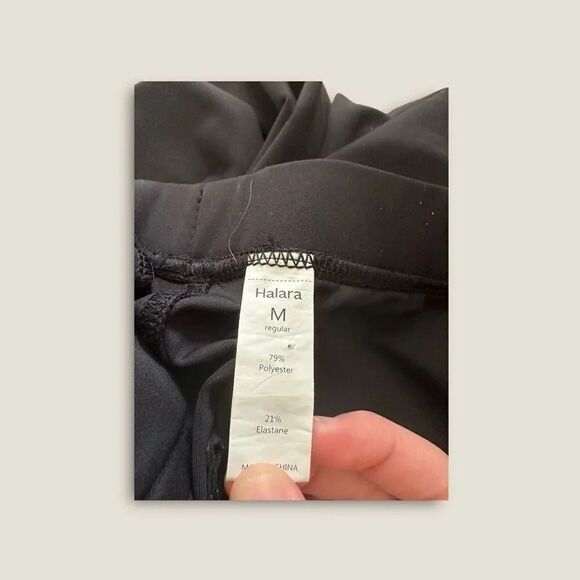 Halara
M
regular
79%
Polyester
21%
Elastane
CHINA